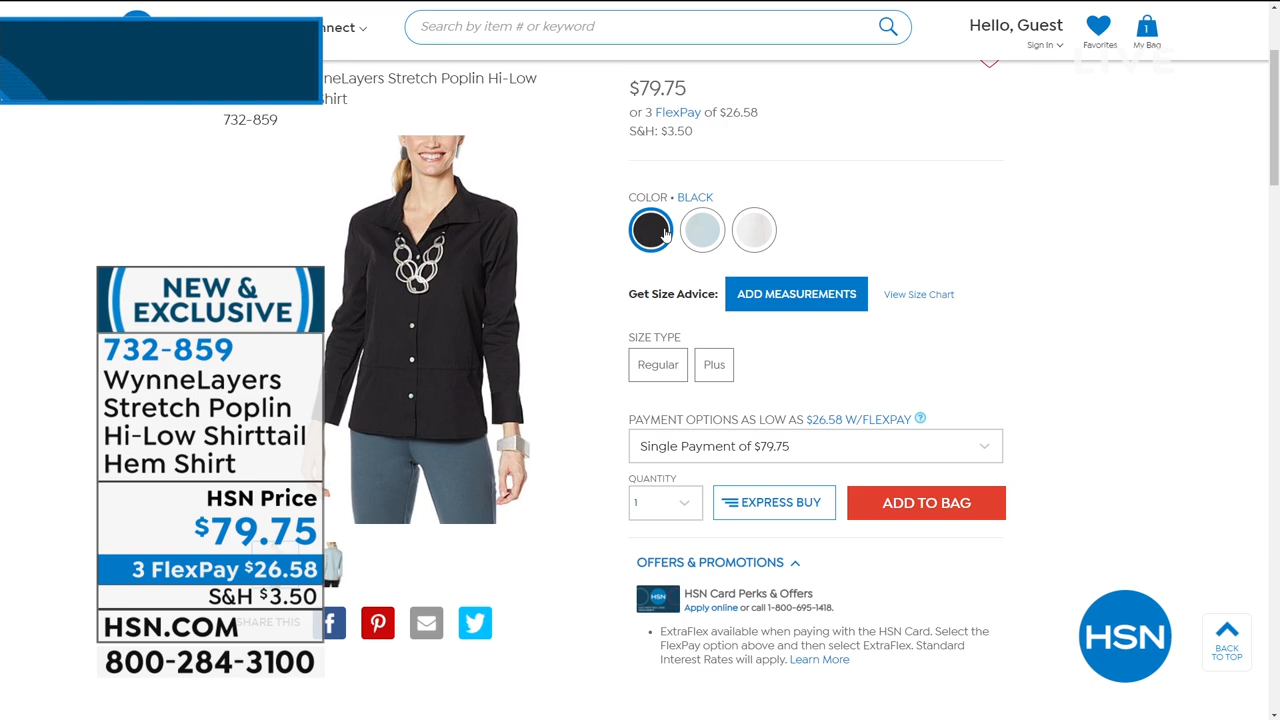 nnect
Search by item # or keyword
Hello, Guest
Sign In
Favorites
1
My Bag
LIVE
nneLayers Stretch Poplin Hi-Low
hirt
732-859
$79.75
or 3 FlexPay of $26.58
S&H: $3.50
COLOR • BLACK
Get Size Advice:
ADD MEASUREMENTS
View Size Chart
SIZE TYPE
Regular
Plus
PAYMENT OPTIONS AS LOW AS $26.58 W/FLEXPAY ?
Single Payment of $79.75
QUANTITY
1
EXPRESS BUY
ADD TO BAG
OFFERS & PROMOTIONS
HSN
HSN Card Perks & Offers
Apply online or call 1-800-695-1418.
• ExtraFlex available when paying with the HSN Card. Select the
FlexPay option above and then select ExtraFlex. Standard
Interest Rates will apply. Learn More
NEW &
EXCLUSIVE
732-859
WynneLayers
Stretch Poplin
Hi-Low Shirttail
Hem Shirt
HSN Price
$79.75
3 FlexPay $26.58
S&H $3.50
HSN.COM
SHARE THIS
800-284-3100
HSN
BACK
TO TOP